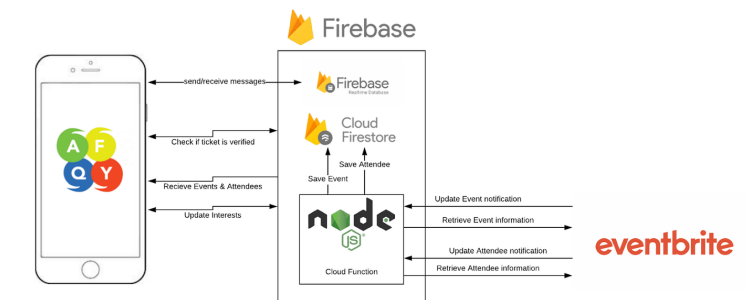 Firebase
send/receive messages
Firebase
Realtime Database
Cloud
Firestore
A F
Q Y
Check if ticket is verified
Save Attendee
Recieve Events & Attendees
Save Event
Update Interests
node
JS
Cloud Function
Update Event notification
Retrieve Event information
Update Attendee notification
Retrieve Attendee information
eventbrite